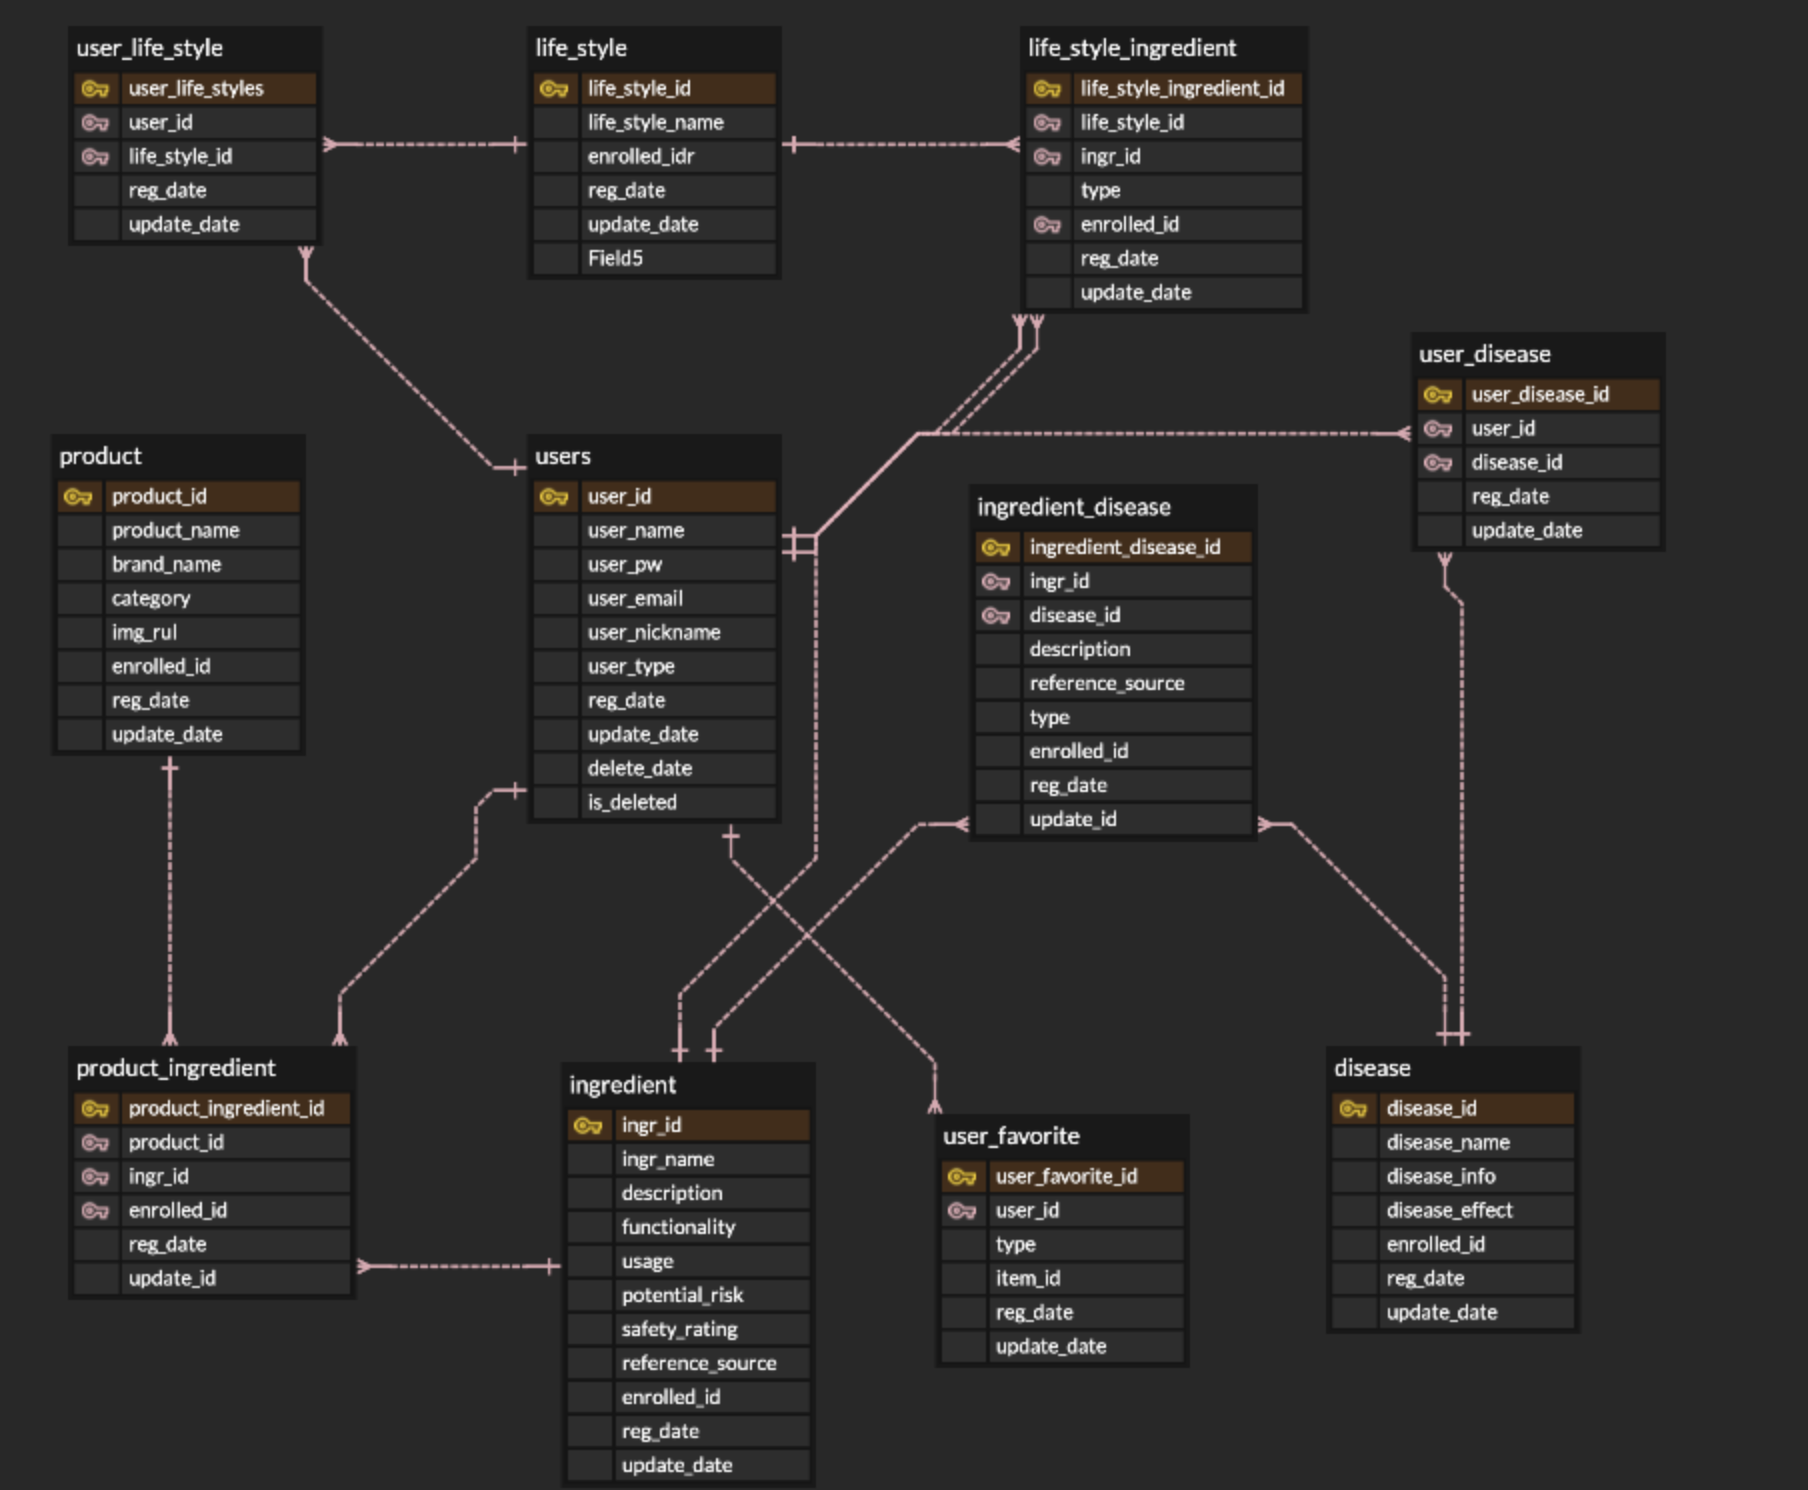 user_life_style
user_life_styles
user_id
life_style_id
reg_date
update_date
life_style
life_style_id
life_style_name
enrolled_idr
reg_date
update_date
Field5
life_style_ingredient
life_style_ingredient_id
life_style_id
ingr_id
type
enrolled_id
reg_date
update_date
user_disease
user_disease_id
user_id
disease_id
reg_date
update_date
product
product_id
product_name
brand_name
category
img_rul
enrolled_id
reg_date
update_date
users
user_id
user_name
user_pw
user_email
user_nickname
user_type
reg_date
update_date
delete_date
is_deleted
ingredient_disease
ingredient_disease_id
ingr_id
disease_id
description
reference_source
type
enrolled_id
reg_date
update_id
product_ingredient
product_ingredient_id
product_id
ingr_id
enrolled_id
reg_date
update_id
ingredient
ingr_id
ingr_name
description
functionality
usage
potential_risk
safety_rating
reference_source
enrolled_id
reg_date
update_date
user_favorite
user_favorite_id
user_id
type
item_id
reg_date
update_date
disease
disease_id
disease_name
disease_info
disease_effect
enrolled_id
reg_date
update_date